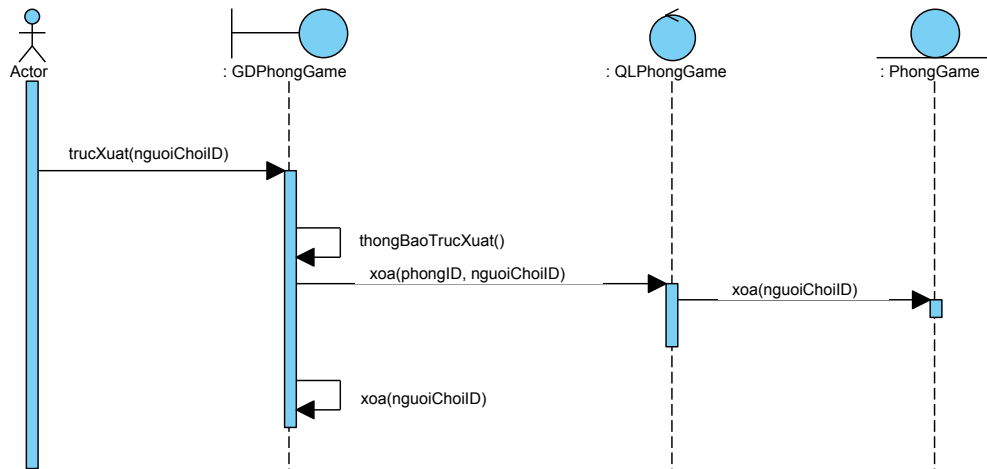 Actor
: GDPhongGame
: QLPhongGame
: PhongGame
trucXuat(nguoiChoiID)
thongBaoTrucXuat()
xoa(phongID, nguoiChoiID)
xoa(nguoiChoiID)
xoa(nguoiChoiID)